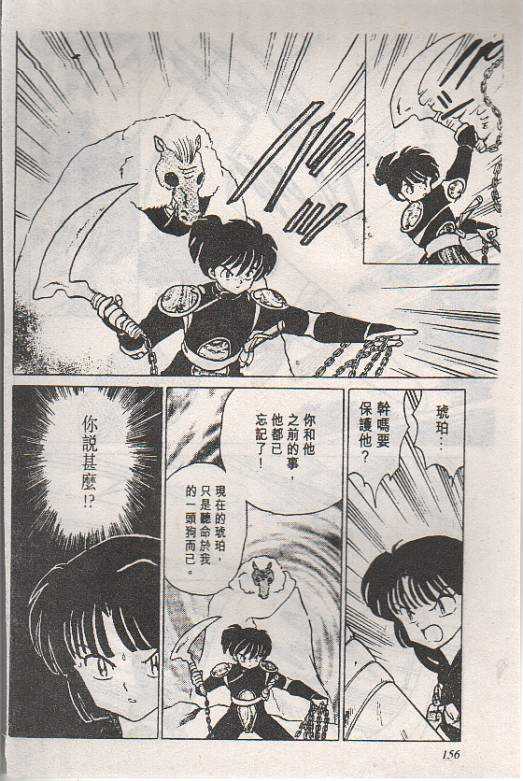 琥珀…
幹嗎要
保護他？
你和他
之前的事，
他都已
忘記了！
現在的琥珀，
只是聽命於我
的一頭狗而已。
你說甚麼!?
156